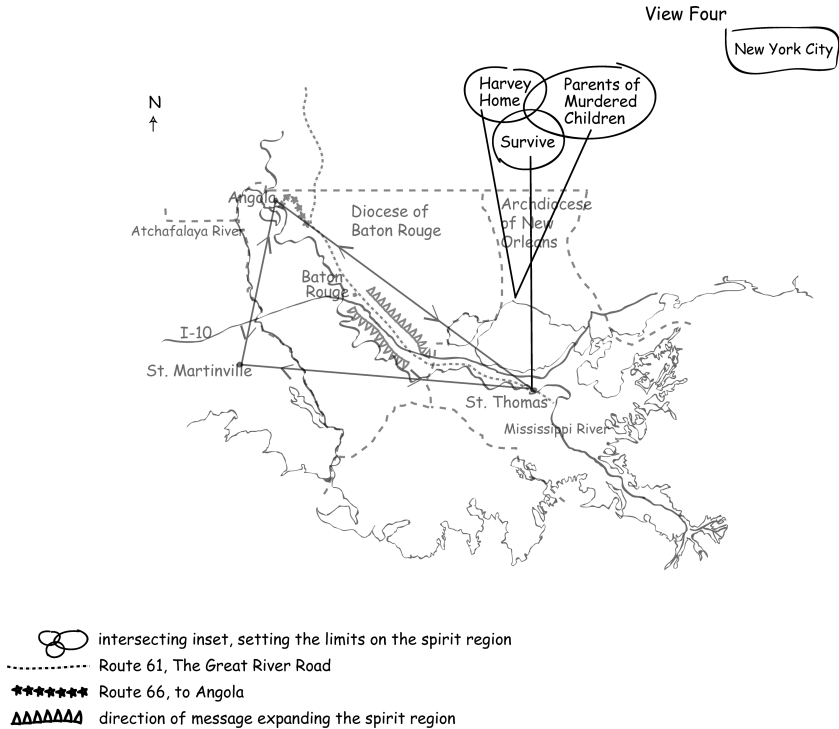 View Four
New York City
Harvey
Home
Parents of
Murdered
Children
Survive
N
Angola
Archdiocese
of New
Orleans
Diocese of
Baton Rouge
Atchafalaya River
Baton
Rouge
I-10
St. Martinville
St. Thomas
Mississippi River
intersecting inset, setting the limits on the spirit region
Route 61, The Great River Road
Route 66, to Angola
direction of message expanding the spirit region